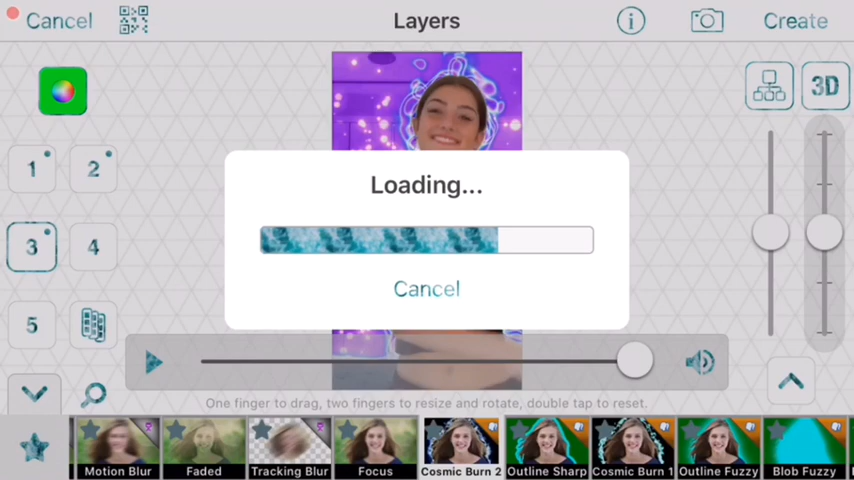 Cancel
Layers
Create
3D
1
2
Loading...
3
4
Cancel
5
One finger to drag, two fingers to resize and rotate, double tap to reset.
Motion Blur
Faded
Tracking Blur
Focus
Cosmic Burn 2
Outline Sharp
Cosmic Burn 1
Outline Fuzzy
Blob Fuzzy